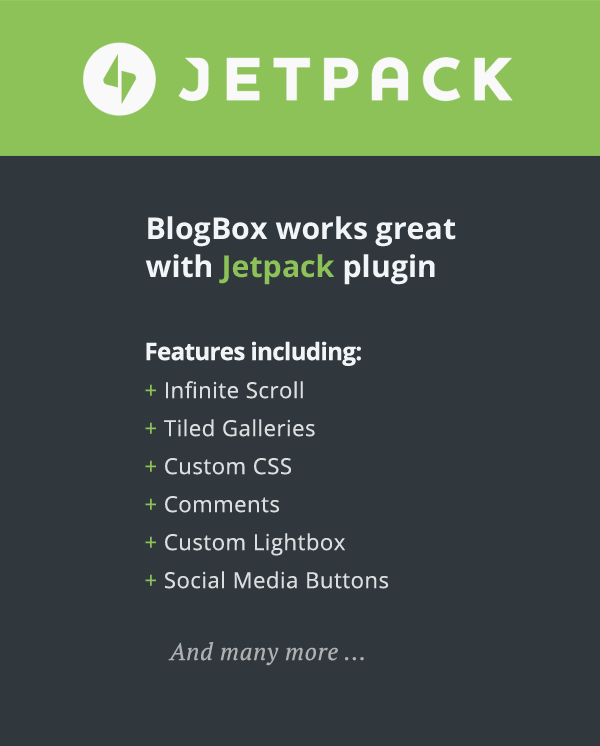 JETPACK
BlogBox works great
with Jetpack plugin
Features including:
+ Infinite Scroll
+ Tiled Galleries
+ Custom CSS
+ Comments
+ Custom Lightbox
+ Social Media Buttons
And many more ...